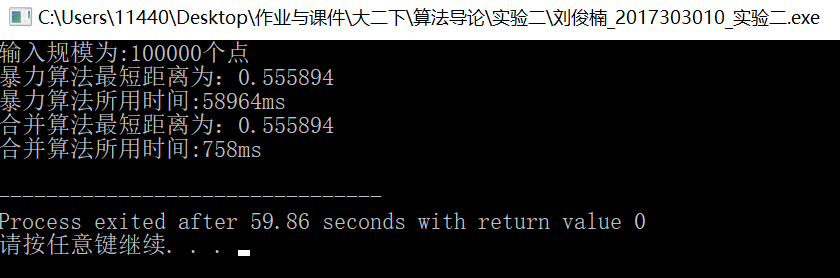 C:\Users\11440\Desktop\作业与课件\大二下\算法导论\实验二\刘俊楠_2017303010_实验二.exe
输入规模为:100000个点
暴力算法最短距离为：0.555894
暴力算法所用时间:58964ms
合并算法最短距离为：0.555894
合并算法所用时间:758ms
--------------------------------
Process exited after 59.86 seconds with return value 0
请按任意键继续. . .